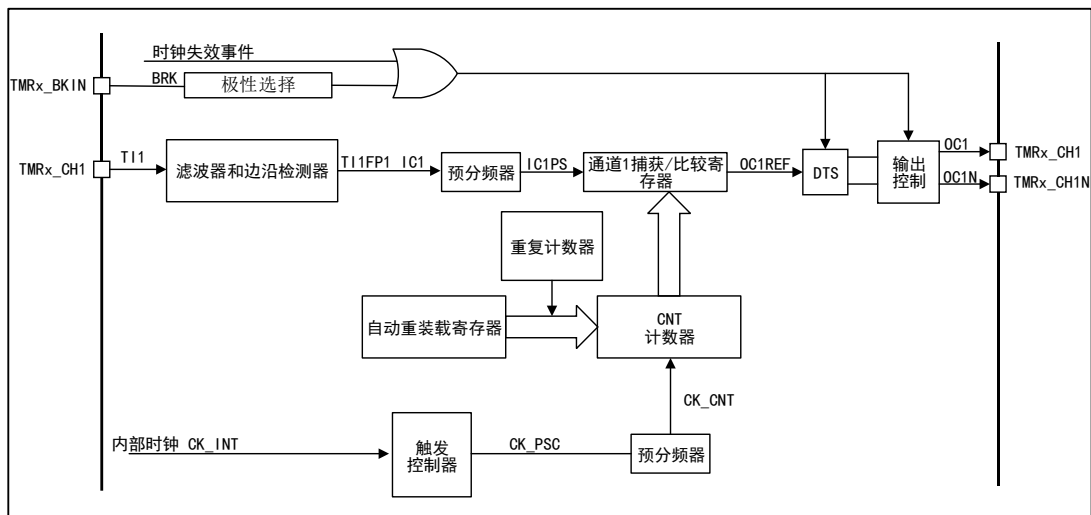 时钟失效事件
TMRx_BKIN
BRK
极性选择
TMRx_CH1
TI1
滤波器和边沿检测器
TI1FP1 IC1
预分频器
IC1PS
通道1捕获/比较寄
存器
OC1REF
DTS
输出
控制
OC1
TMRx_CH1
OC1N
TMRx_CH1N
重复计数器
自动重装载寄存器
CNT
计数器
CK_CNT
内部时钟 CK_INT
触发
控制器
CK_PSC
预分频器